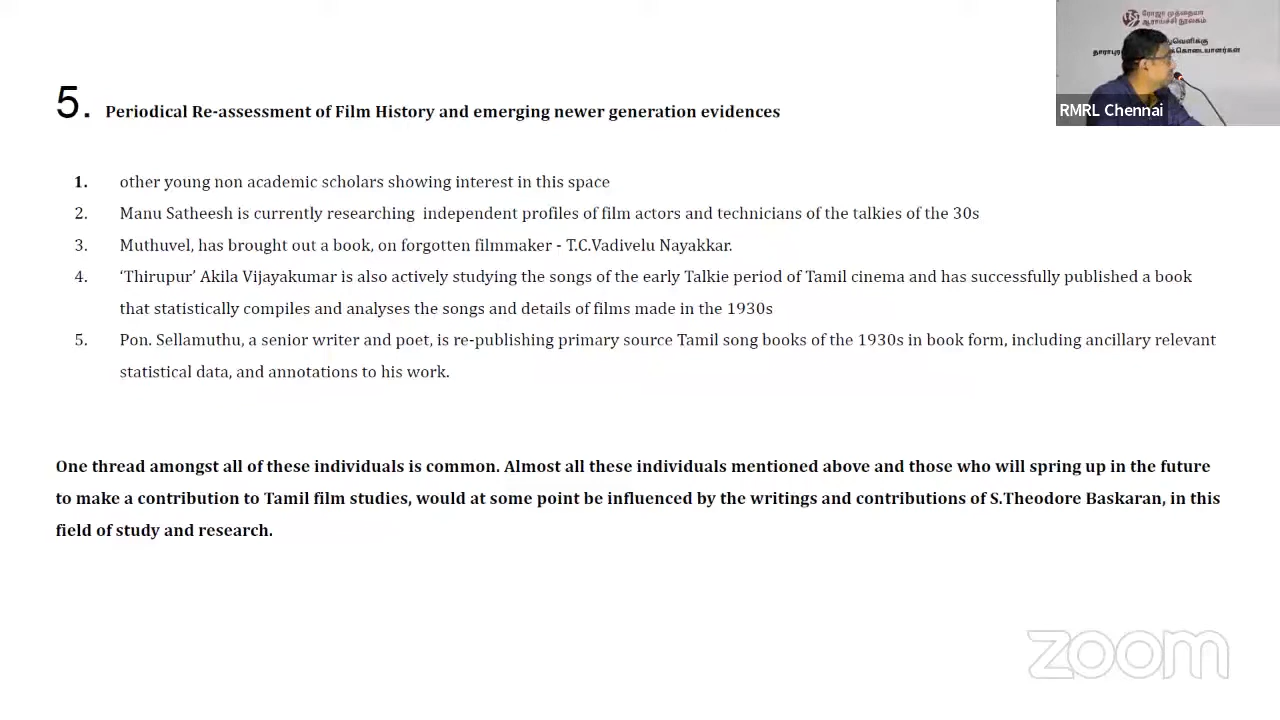 ரோஜா முத்தையா
ஆராய்ச்சி நூலகம்
RMRL Chennai
5. Periodical Re-assessment of Film History and emerging newer generation evidences
1. other young non academic scholars showing interest in this space
2. Manu Satheesh is currently researching independent profiles of film actors and technicians of the talkies of the 30s
3. Muthuvel, has brought out a book, on forgotten filmmaker - T.C.Vadivelu Nayakkar.
4. ‘Thirupur’ Akila Vijayakumar is also actively studying the songs of the early Talkie period of Tamil cinema and has successfully published a book
that statistically compiles and analyses the songs and details of films made in the 1930s
5. Pon. Sellamuthu, a senior writer and poet, is re-publishing primary source Tamil song books of the 1930s in book form, including ancillary relevant
statistical data, and annotations to his work.
One thread amongst all of these individuals is common. Almost all these individuals mentioned above and those who will spring up in the future
to make a contribution to Tamil film studies, would at some point be influenced by the writings and contributions of S.Theodore Baskaran, in this
field of study and research.
zoom